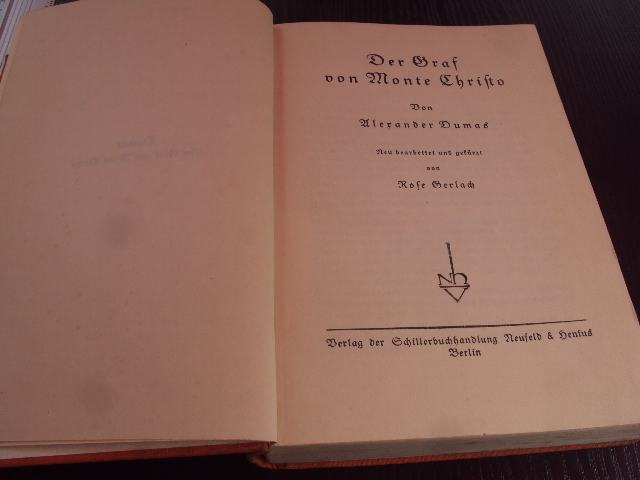 Der Graf
von Monte Christo
Von
Alexander Dumas
Neu bearbeitet und gekürzt
von
Rose Gerlach
Verlag der Schillerbuchhandlung Neufeld & Henius
Berlin